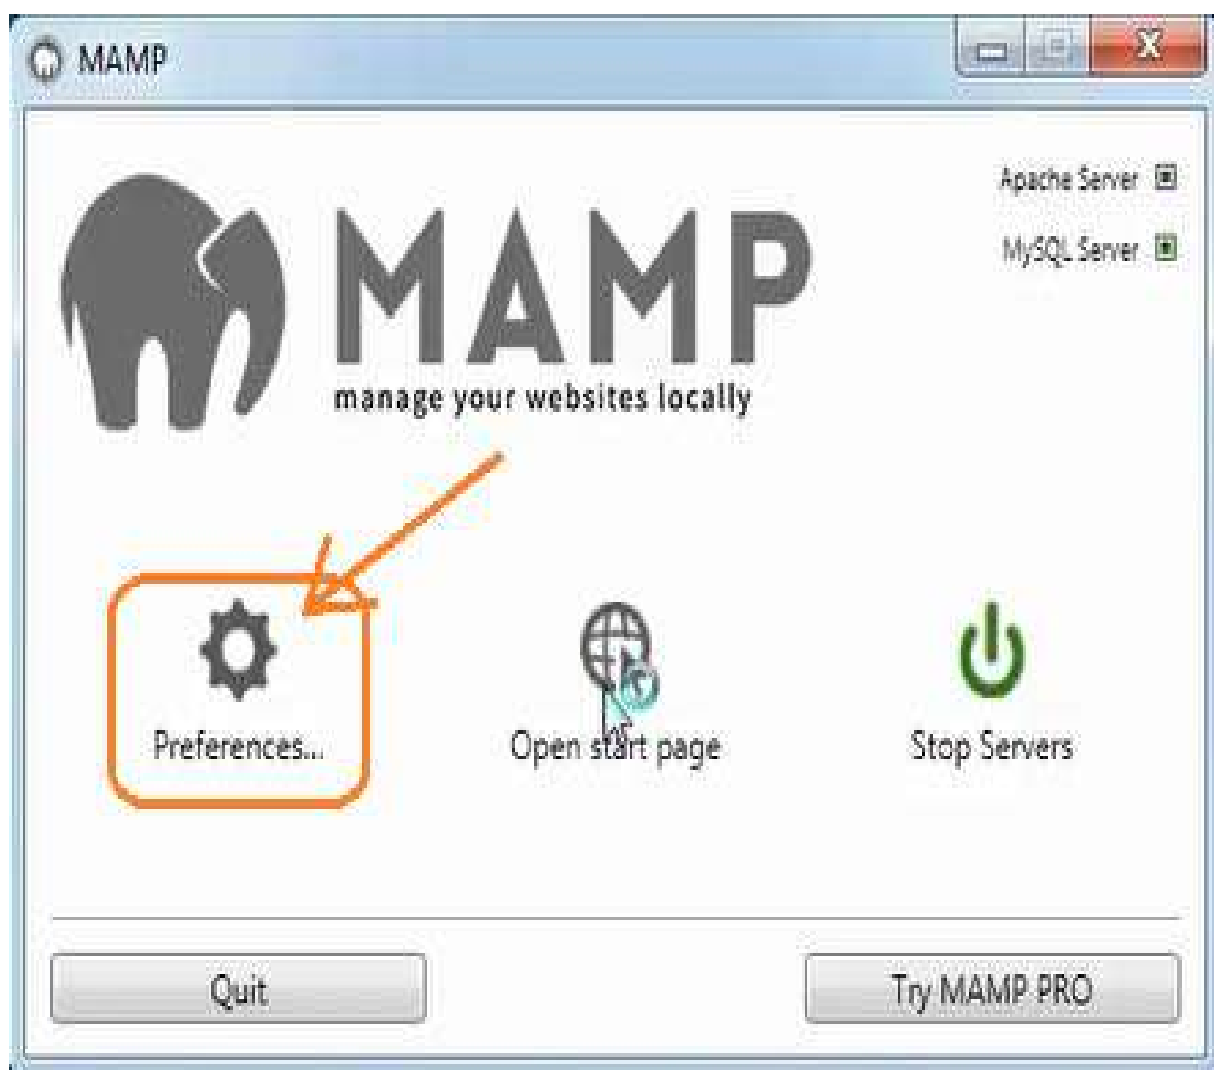 MAMP
Apache Server
MySQL Server
MAMP
manage your websites locally
Preferences...
Open start page
Stop Servers
Quit
Try MAMP PRO